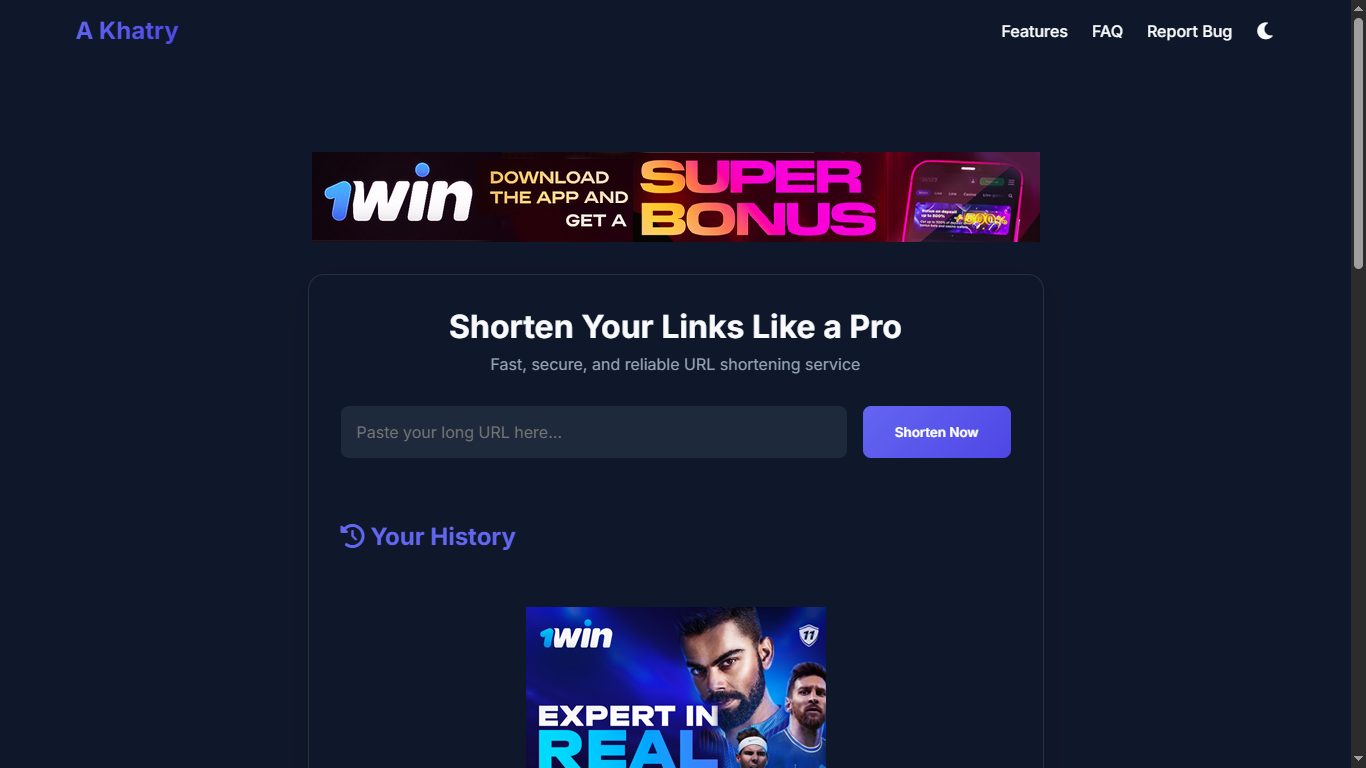 A Khatry
Features FAQ Report Bug
1win
DOWNLOAD
THE APP AND
GET A
SUPER
BONUS
Shorten Your Links Like a Pro
Fast, secure, and reliable URL shortening service
Paste your long URL here...
Shorten Now
Your History
1win
11
EXPERT IN
REAL